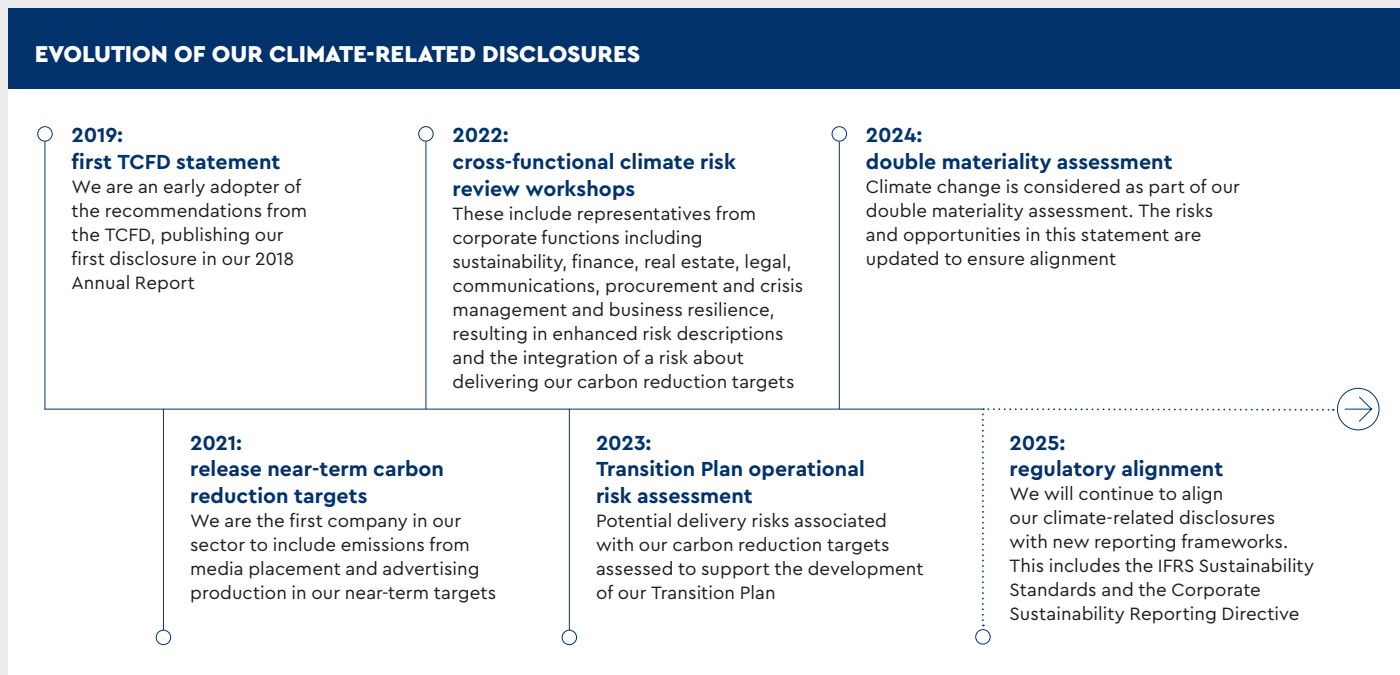 EVOLUTION OF OUR CLIMATE-RELATED DISCLOSURES
2019:
first TCFD statement
We are an early adopter of
the recommendations from
the TCFD, publishing our
first disclosure in our 2018
Annual Report
2021:
release near-term carbon
reduction targets
We are the first company in our
sector to include emissions from
media placement and advertising
production in our near-term targets
2022:
cross-functional climate risk
review workshops
These include representatives from
corporate functions including
sustainability, finance, real estate, legal,
communications, procurement and crisis
management and business resilience,
resulting in enhanced risk descriptions
and the integration of a risk about
delivering our carbon reduction targets
2023:
Transition Plan operational
risk assessment
Potential delivery risks associated
with our carbon reduction targets
assessed to support the development
of our Transition Plan
2024:
double materiality assessment
Climate change is considered as part of our
double materiality assessment. The risks
and opportunities in this statement are
updated to ensure alignment
2025:
regulatory alignment
We will continue to align
our climate-related disclosures
with new reporting frameworks.
This includes the IFRS Sustainability
Standards and the Corporate
Sustainability Reporting Directive